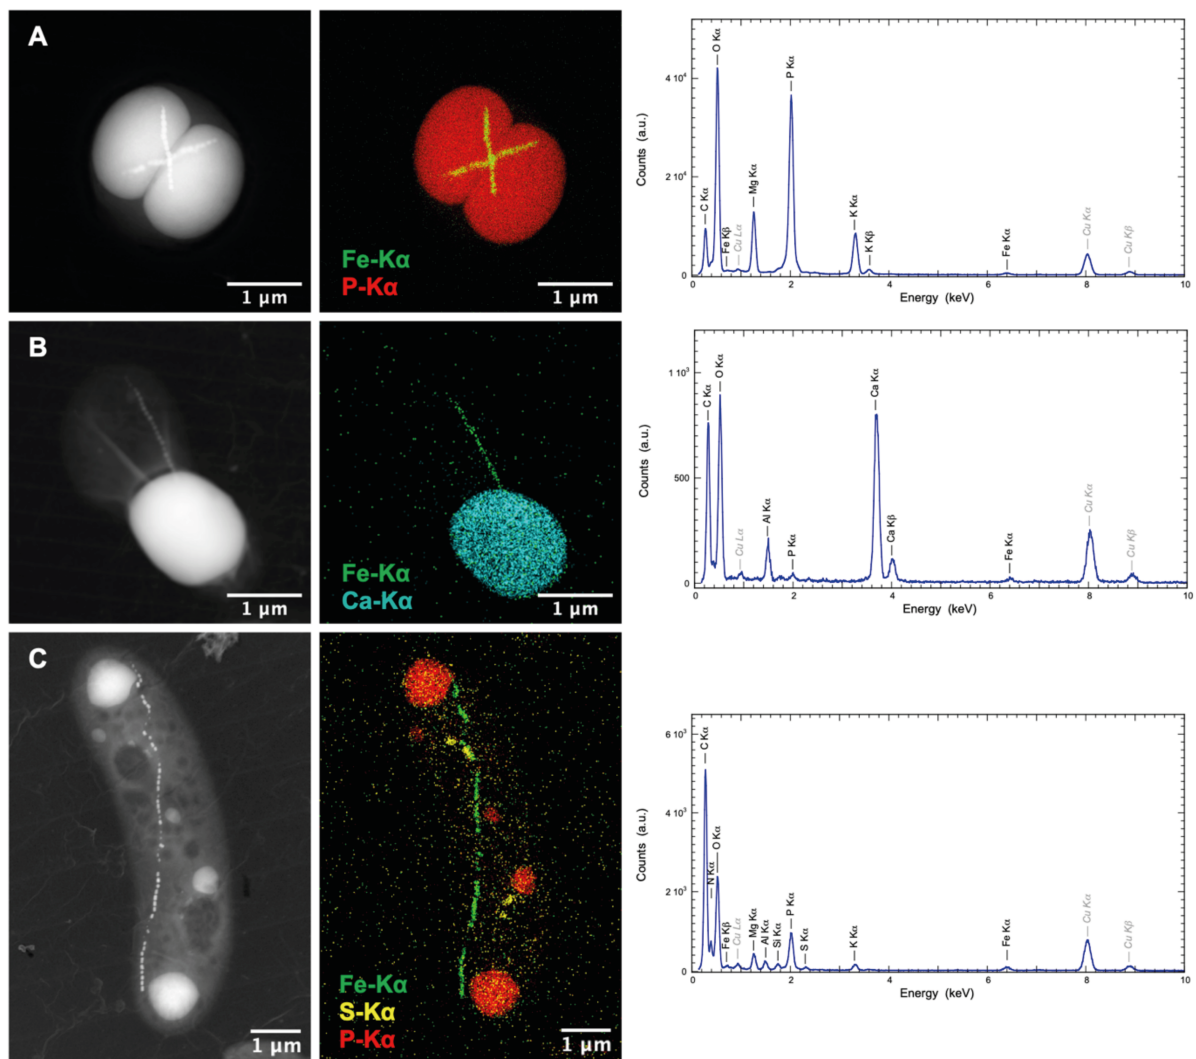 A
1 µm
Fe-Kα
P-Kα
1 µm
Counts (a.u.)
4 10⁴
2 10⁴
0
C Kα
O Kα
Fe Kβ
Cu Lα
Mg Kα
P Kα
K Kα
K Kβ
Fe Kα
Cu Kα
Cu Kβ
0 2 4 6 8 10
Energy (keV)
B
1 µm
Fe-Kα
Ca-Kα
1 µm
Counts (a.u.)
1 10³
500
0
C Kα
O Kα
Cu Lα
Al Kα
P Kα
Ca Kα
Ca Kβ
Fe Kα
Cu Kα
Cu Kβ
0 2 4 6 8 10
Energy (keV)
C
1 µm
Fe-Kα
S-Kα
P-Kα
1 µm
Counts (a.u.)
6 10³
4 10³
2 10³
0
C Kα
N Kα
O Kα
Fe Kβ
Cu Lα
Mg Kα
Al Kα
Si Kα
P Kα
S Kα
K Kα
Fe Kα
Cu Kα
Cu Kβ
0 2 4 6 8 10
Energy (keV)